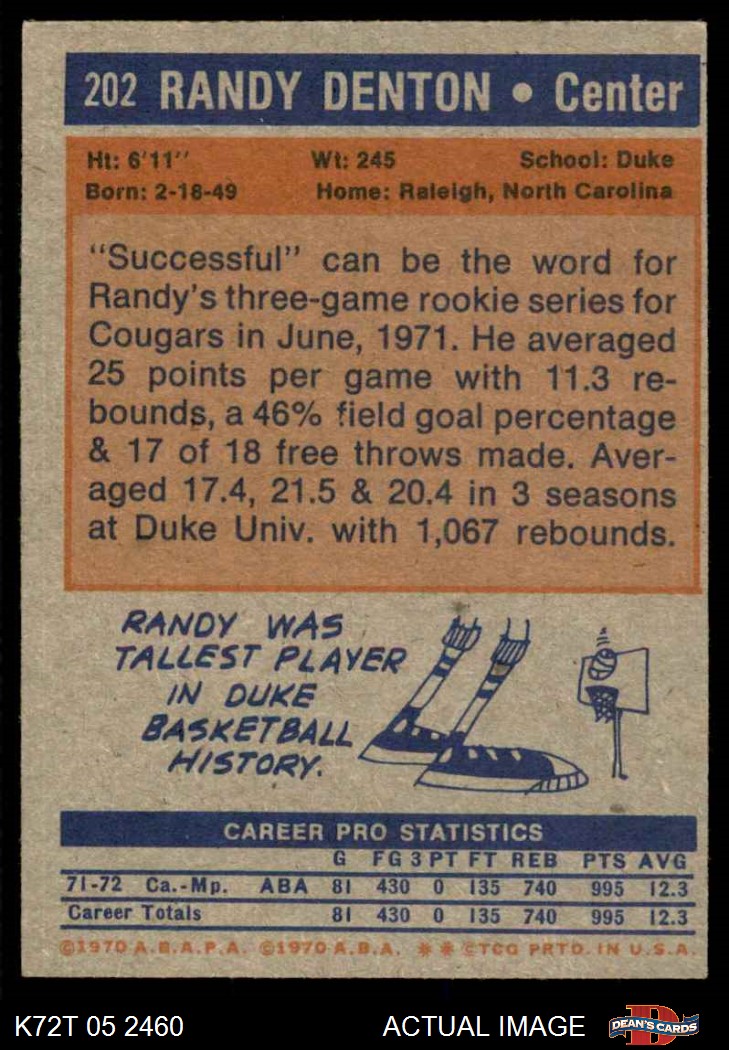 202 RANDY DENTON • Center
Ht: 6'11'' Wt: 245 School: Duke
Born: 2-18-49 Home: Raleigh, North Carolina
"Successful" can be the word for
Randy's three-game rookie series for
Cougars in June, 1971. He averaged
25 points per game with 11.3 re-
bounds, a 46% field goal percentage
& 17 of 18 free throws made. Aver-
aged 17.4, 21.5 & 20.4 in 3 seasons
at Duke Univ. with 1,067 rebounds.
RANDY WAS
TALLEST PLAYER
IN DUKE
BASKETBALL
HISTORY.
CAREER PRO STATISTICS
G FG 3 PT FT REB PTS AVG
71-72 Ca.-Mp. ABA 81 430 0 135 740 995 12.3
Career Totals 81 430 0 135 740 995 12.3
©1970 A.B.A.P.A. ©1970 A.B.A. ✱ ✱ ©TCG PRTD. IN U.S.A.
K72T 05 2460 ACTUAL IMAGE D DEAN'S CARDS